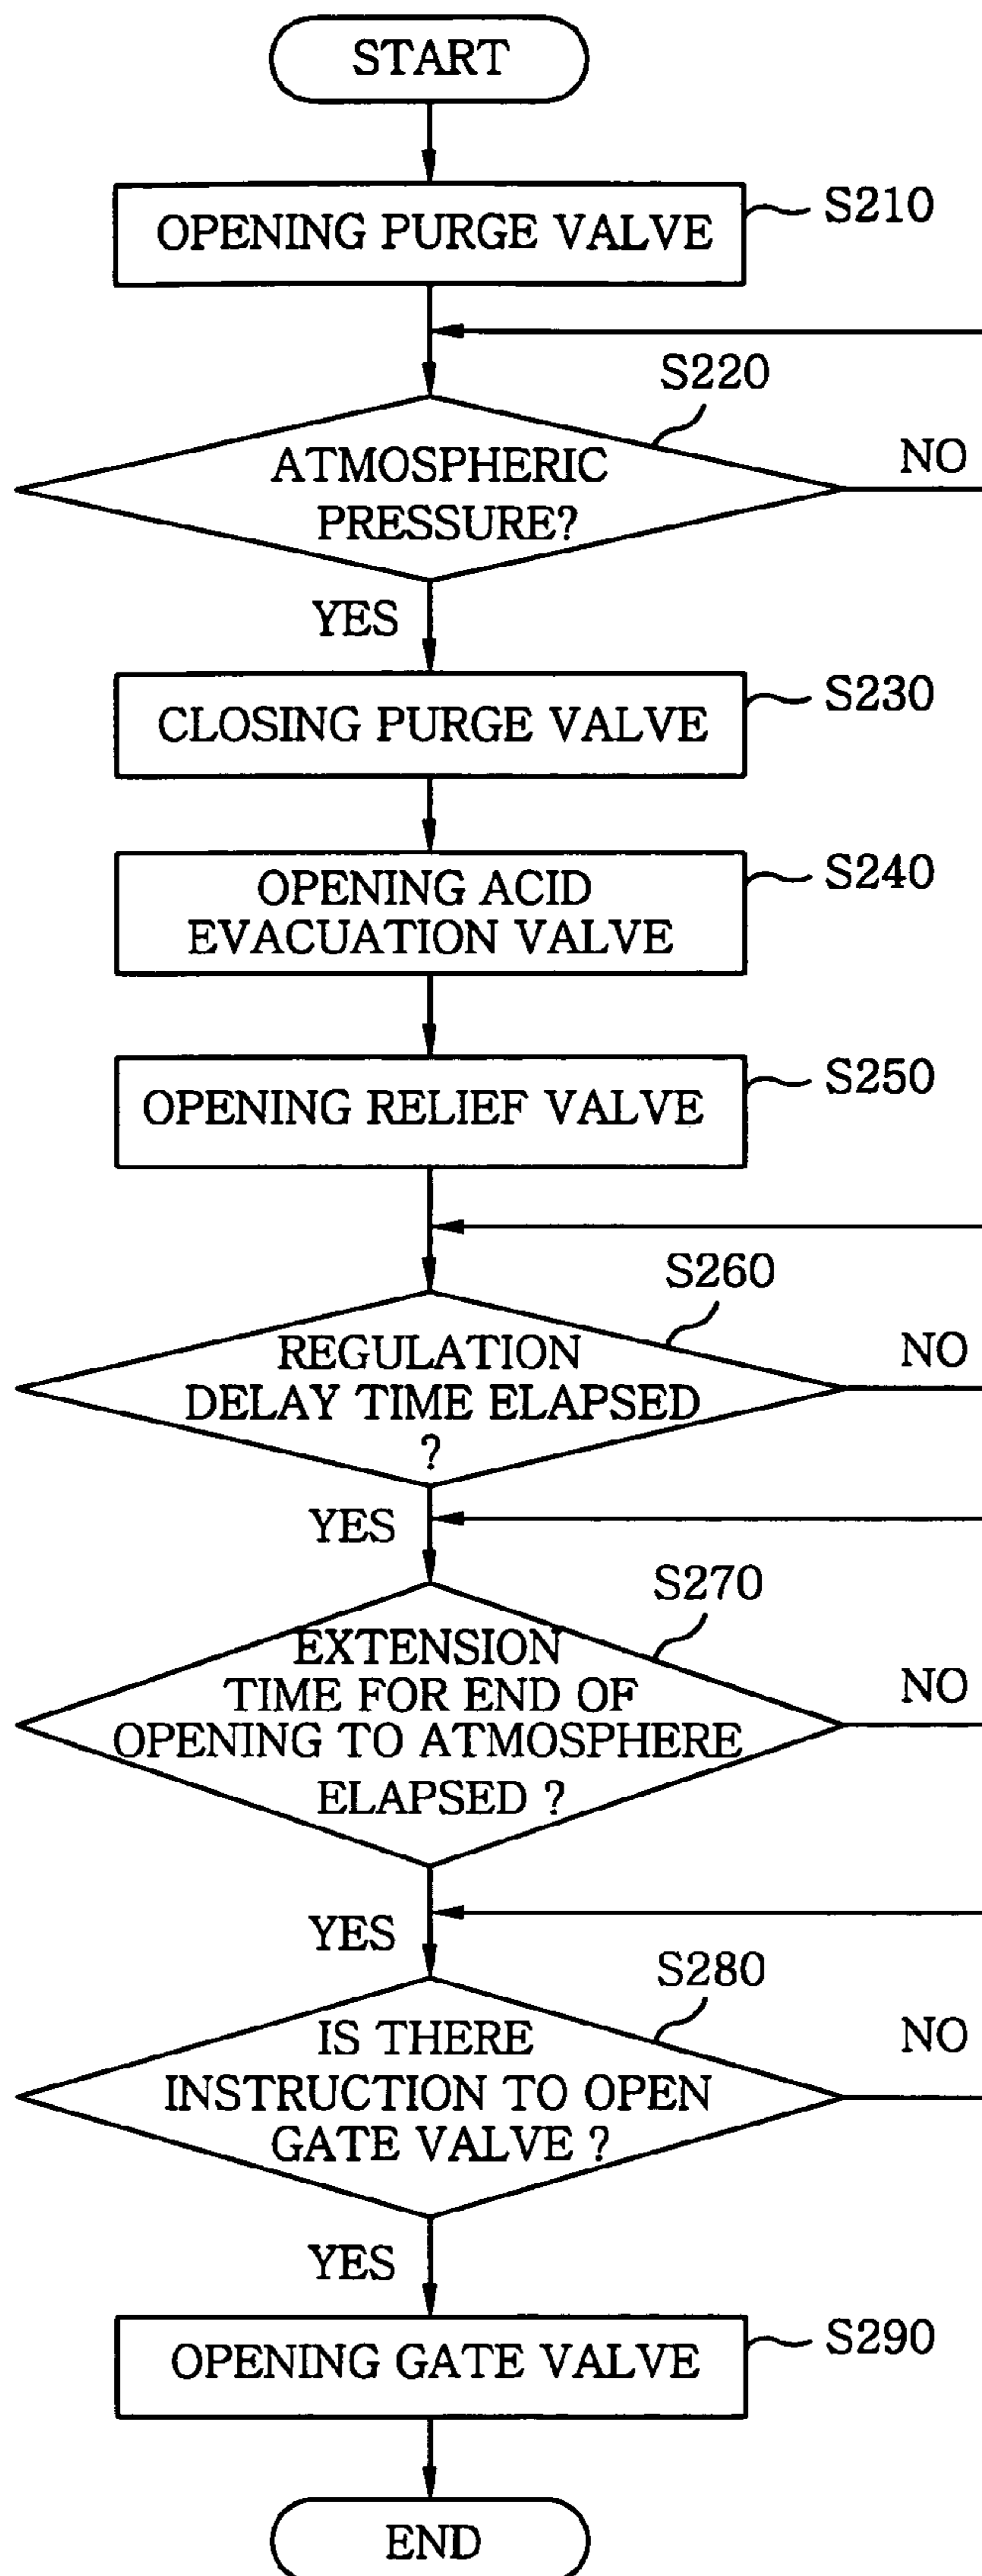 START
OPENING PURGE VALVE
S210
S220
ATMOSPHERIC
PRESSURE?
NO
YES
CLOSING PURGE VALVE
S230
OPENING ACID
EVACUATION VALVE
S240
OPENING RELIEF VALVE
S250
S260
REGULATION
DELAY TIME ELAPSED
?
NO
YES
S270
EXTENSION
TIME FOR END OF
OPENING TO ATMOSPHERE
ELAPSED ?
NO
YES
S280
IS THERE
INSTRUCTION TO OPEN
GATE VALVE ?
NO
YES
OPENING GATE VALVE
S290
END